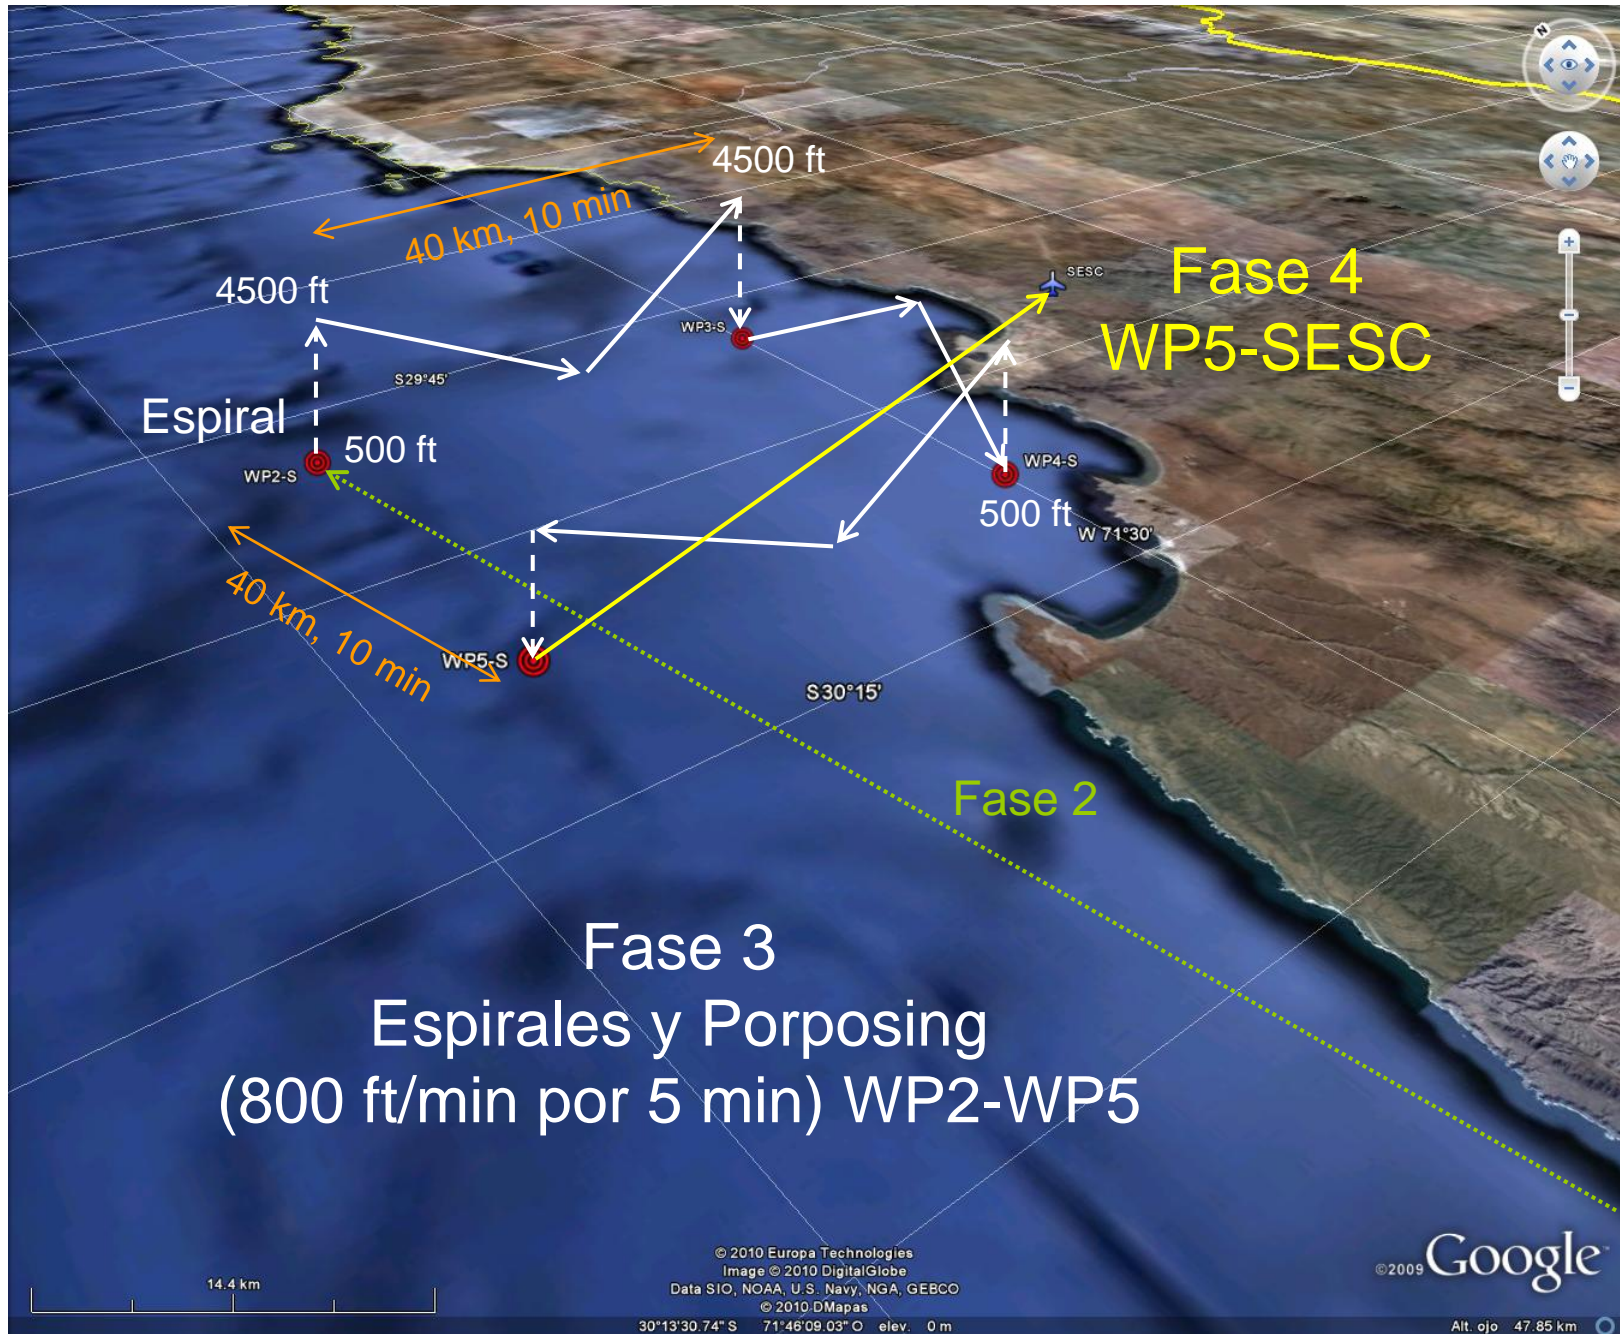 N
4500 ft
40 km, 10 min
SESC
Fase 4
WP5-SESC
4500 ft
WP3-S
S29°45'
Espiral
500 ft
WP2-S
WP4-S
500 ft
W 71°30'
40 km, 10 min
WP5-S
S30°15'
Fase 2
Fase 3
Espirales y Porposing
(800 ft/min por 5 min) WP2-WP5
14.4 km
© 2010 Europa Technologies
Image © 2010 DigitalGlobe
Data SIO, NOAA, U.S. Navy, NGA, GEBCO
© 2010 DMapas
©2009 Google
30°13'30.74" S 71°46'09.03" O elev. 0 m
Alt. ojo 47.85 km